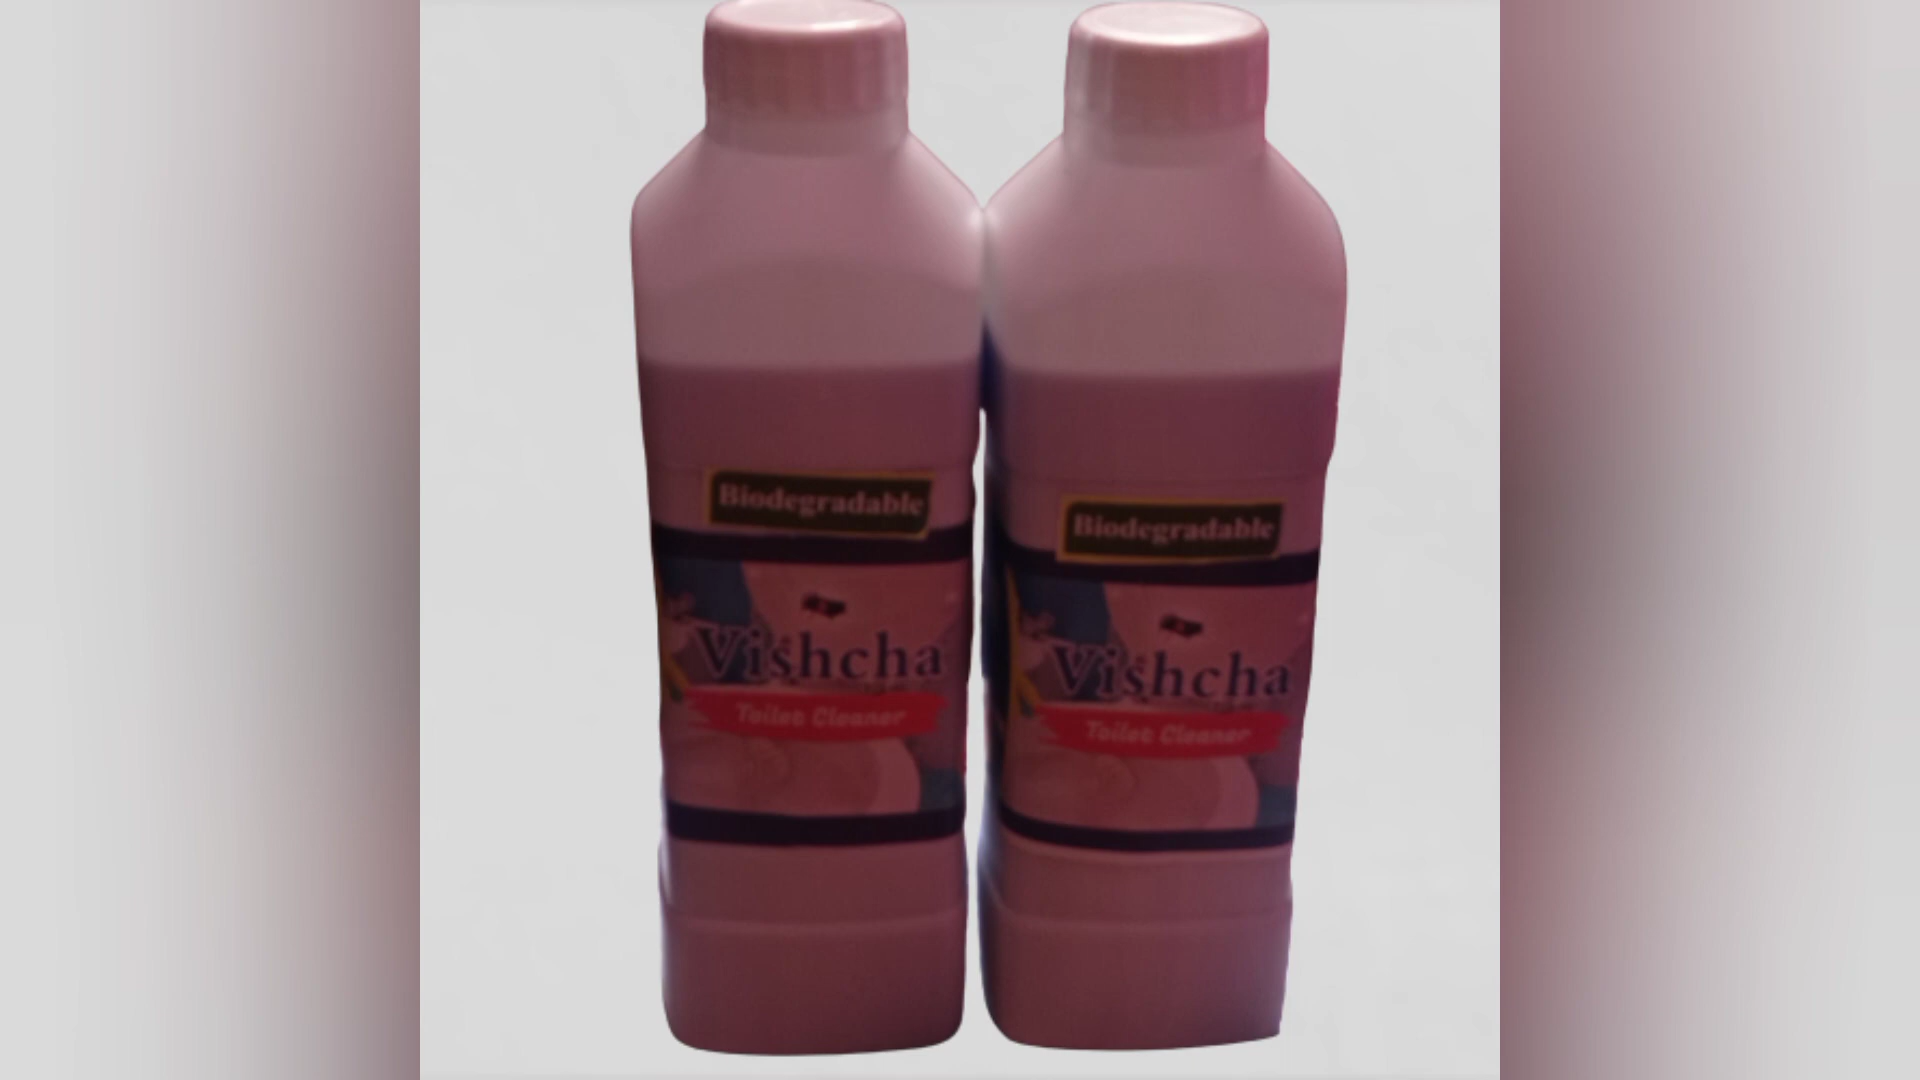 Biodegradable
Vishcha
Toilet Cleaner
Biodegradable
Vishcha
Toilet Cleaner